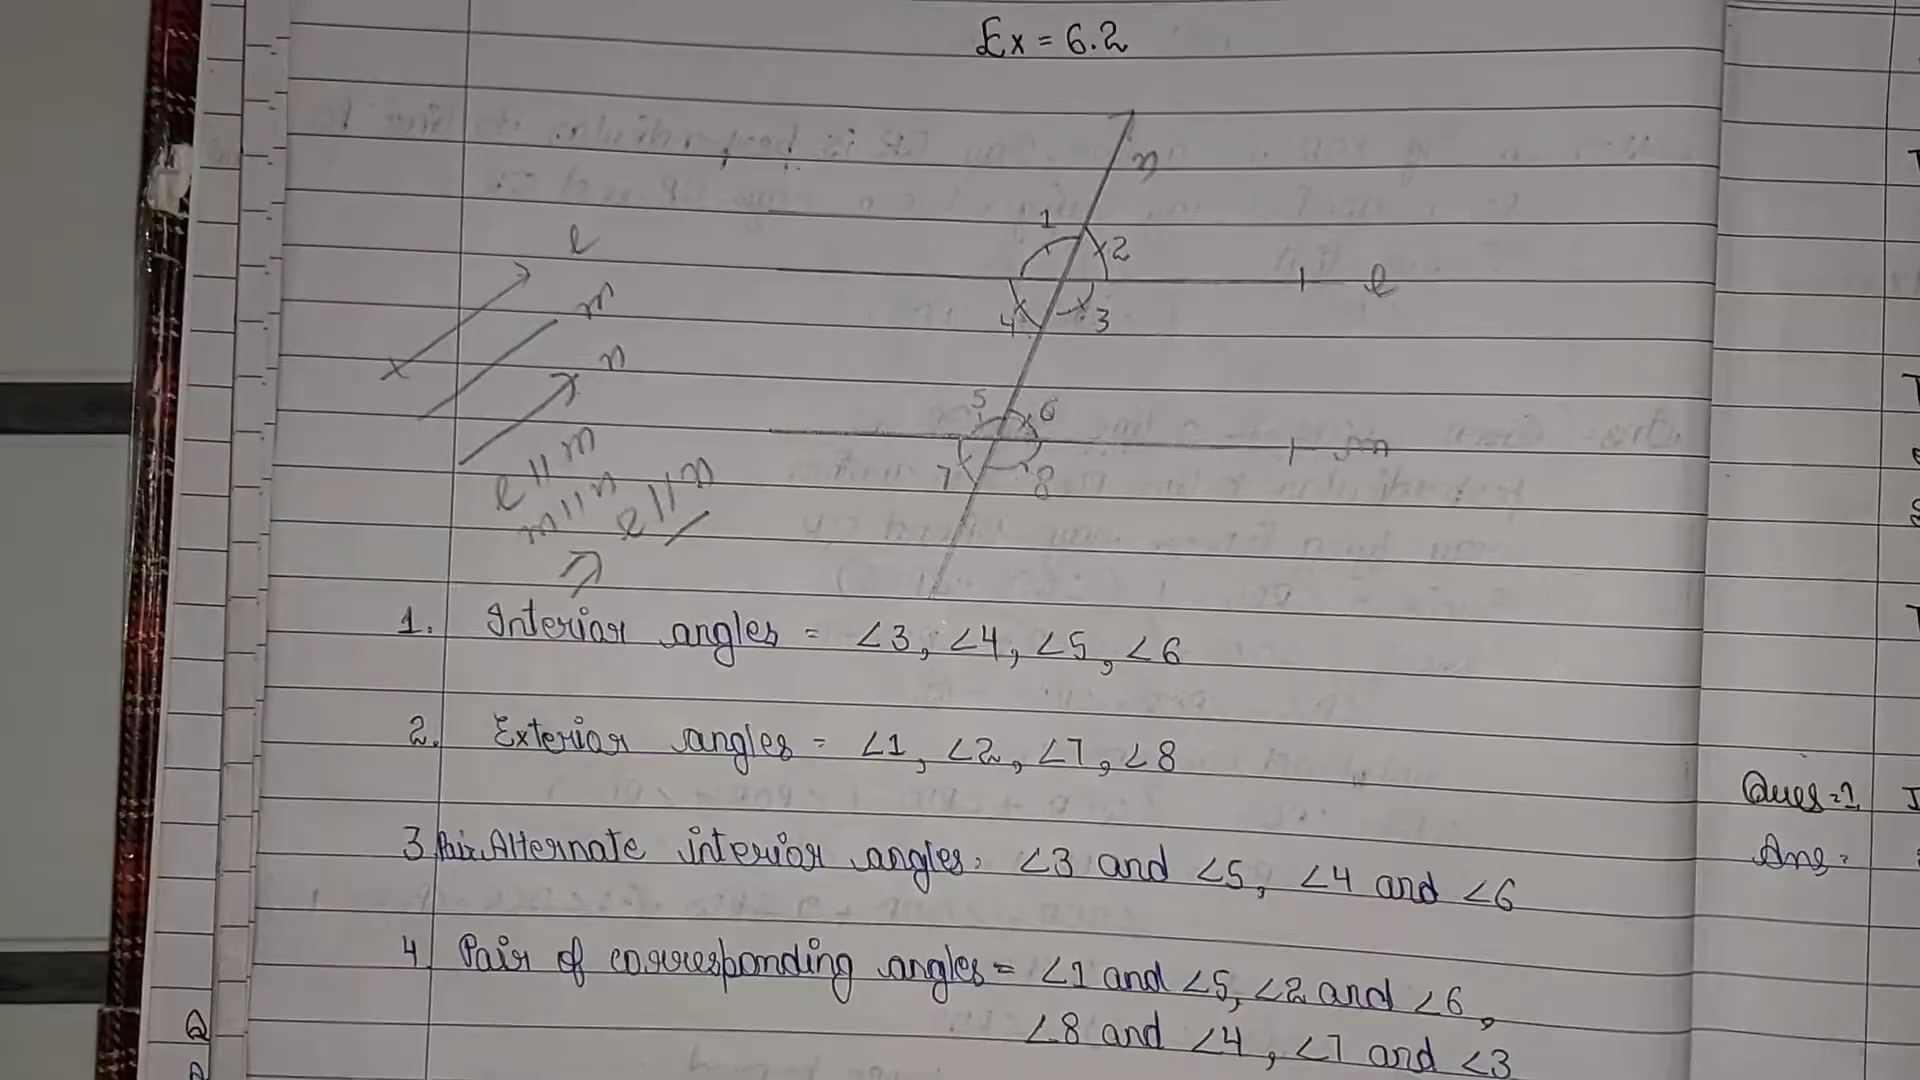 Ex = 6.2
n
1
2
l
4
3
5
6
m
7
8
l
m
n
l || m
m || n
l || n
1. Interior angles = ∠3, ∠4, ∠5, ∠6
2. Exterior angles = ∠1, ∠2, ∠7, ∠8
3 Pair Alternate interior angles = ∠3 and ∠5, ∠4 and ∠6
4 Pair of corresponding angles = ∠1 and ∠5, ∠2 and ∠6,
∠8 and ∠4, ∠7 and ∠3
Ques = 1
Ans =